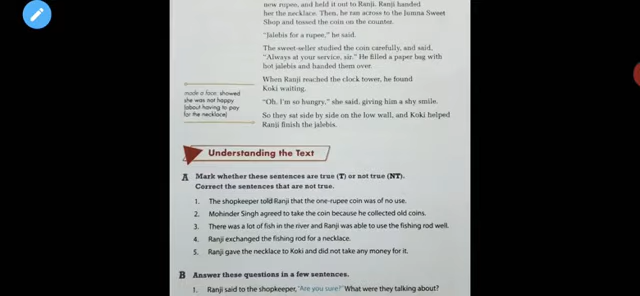 new rupee, and held it out to Ranji. Ranji handed
her the necklace. Then, he ran across to the Jumna Sweet
Shop and tossed the coin on the counter.
“Jalebis for a rupee,” he said.
The sweet-seller studied the coin carefully, and said,
“Always at your service, sir.” He filled a paper bag with
hot jalebis and handed them over.
When Ranji reached the clock tower, he found
Koki waiting.
“Oh, I'm so hungry,” she said, giving him a shy smile.
So they sat side by side on the low wall, and Koki helped
Ranji finish the jalebis.
made a face: showed
she was not happy
(about having to pay
for the necklace)
Understanding the Text
A Mark whether these sentences are true (T) or not true (NT).
Correct the sentences that are not true.
1. The shopkeeper told Ranji that the one-rupee coin was of no use.
2. Mohinder Singh agreed to take the coin because he collected old coins.
3. There was a lot of fish in the river and Ranji was able to use the fishing rod well.
4. Ranji exchanged the fishing rod for a necklace.
5. Ranji gave the necklace to Koki and did not take any money for it.
B Answer these questions in a few sentences.
1. Ranji said to the shopkeeper, “Are you sure?” What were they talking about?